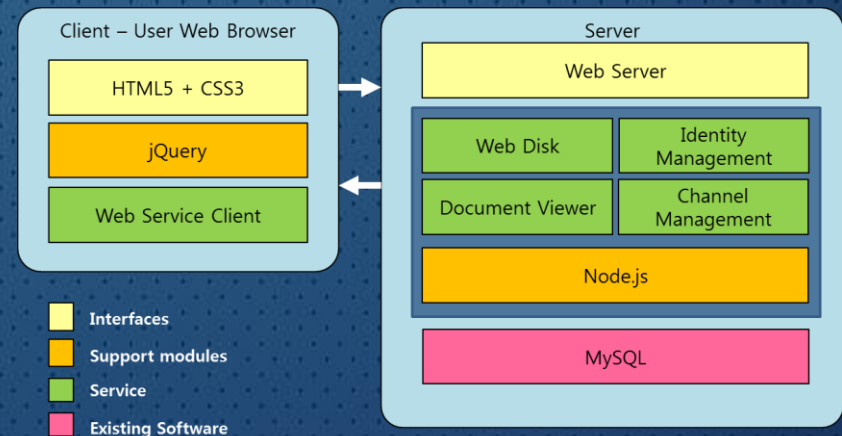 Client – User Web Browser
HTML5 + CSS3
jQuery
Web Service Client
Interfaces
Support modules
Service
Existing Software
Server
Web Server
Web Disk
Identity
Management
Document Viewer
Channel
Management
Node.js
MySQL